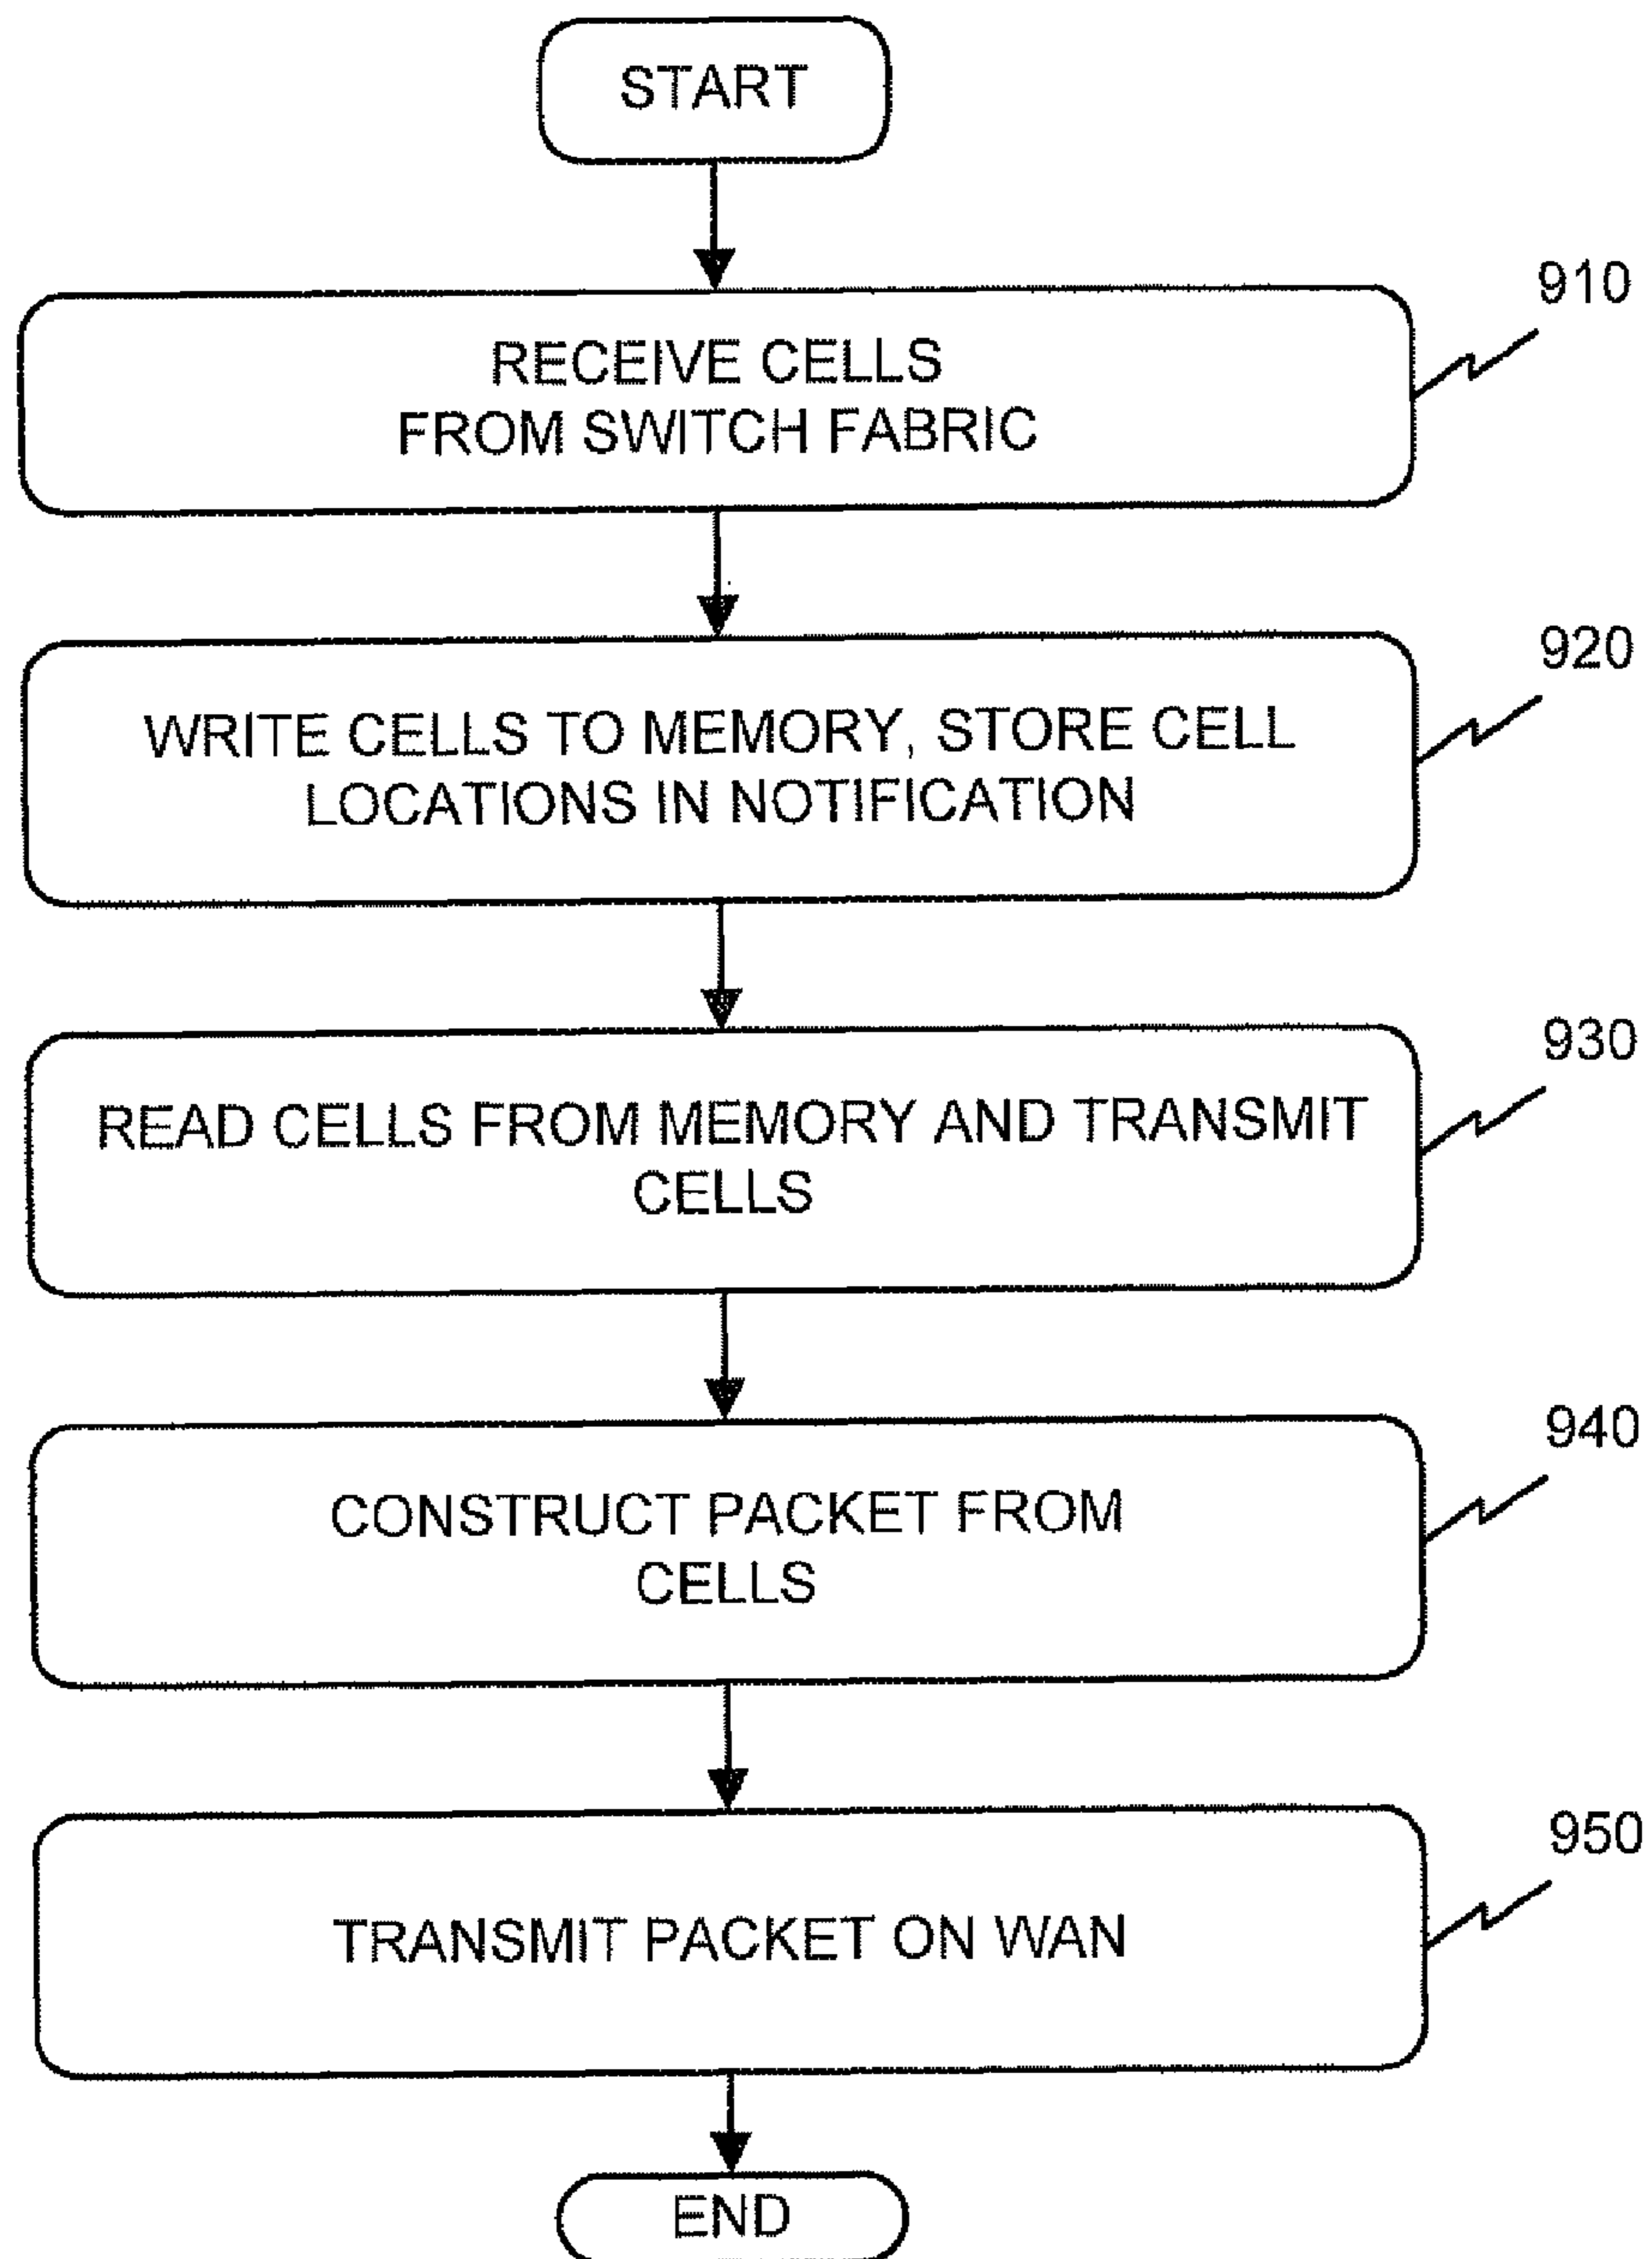 START
910
RECEIVE CELLS
FROM SWITCH FABRIC
920
WRITE CELLS TO MEMORY, STORE CELL
LOCATIONS IN NOTIFICATION
930
READ CELLS FROM MEMORY AND TRANSMIT
CELLS
940
CONSTRUCT PACKET FROM
CELLS
950
TRANSMIT PACKET ON WAN
END